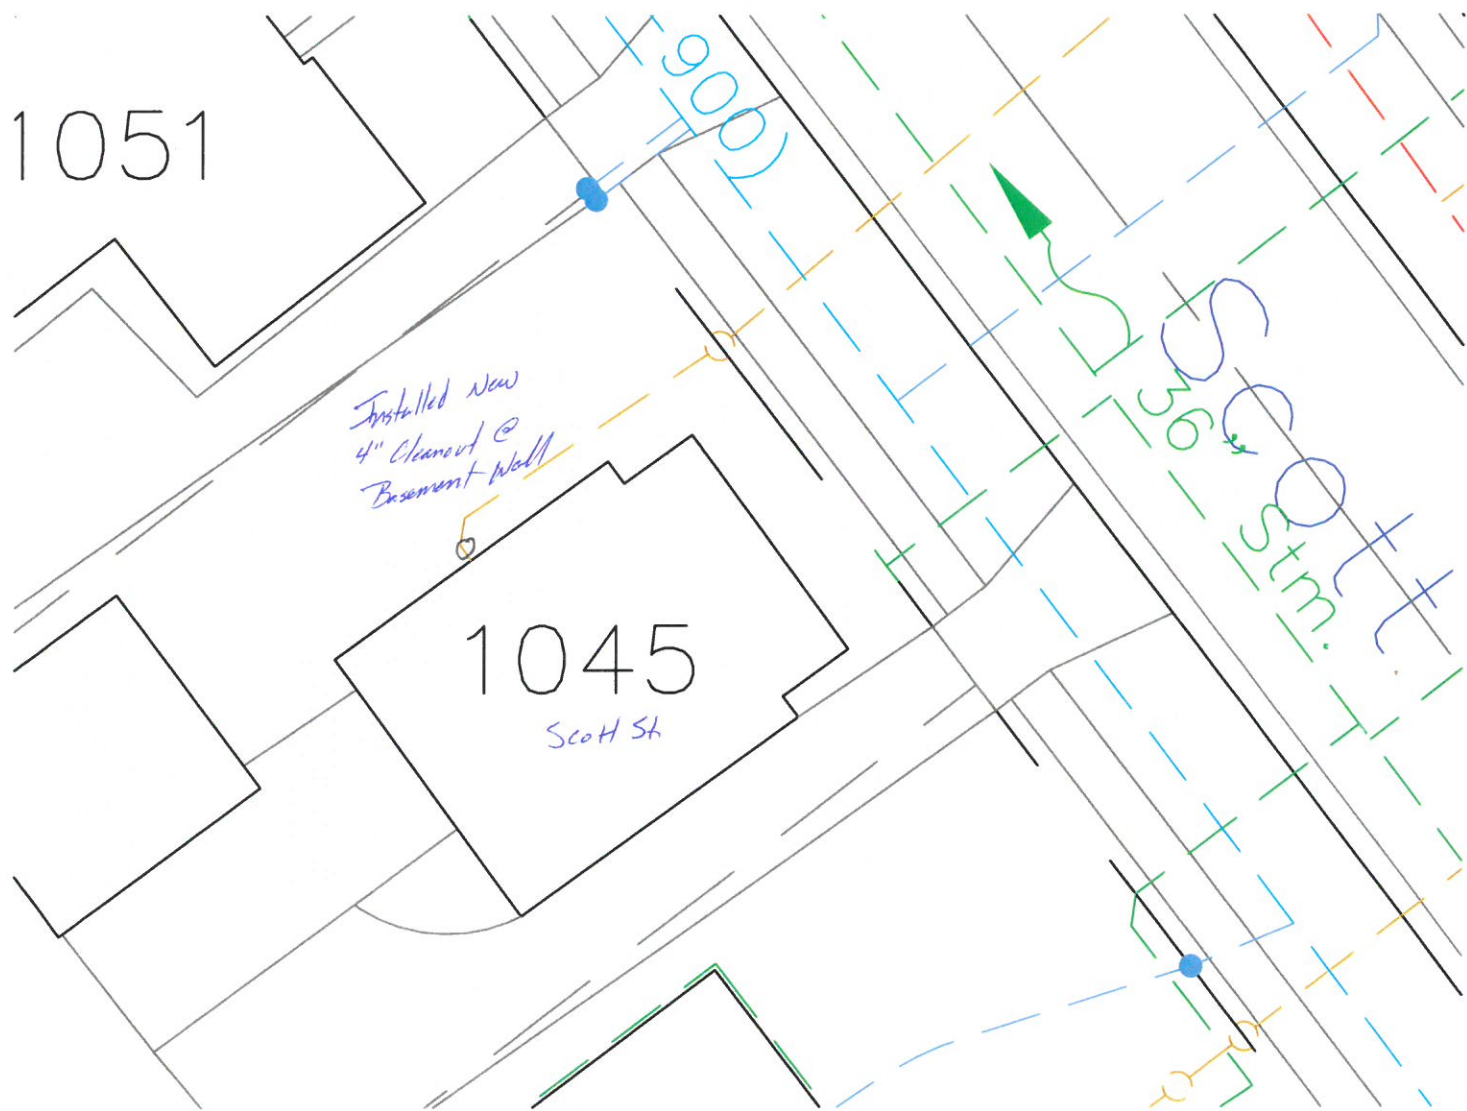 900)
1051
Installed New
4" Cleanout @
Basement Wall
Scott
36"
Stm.
1045
Scott St